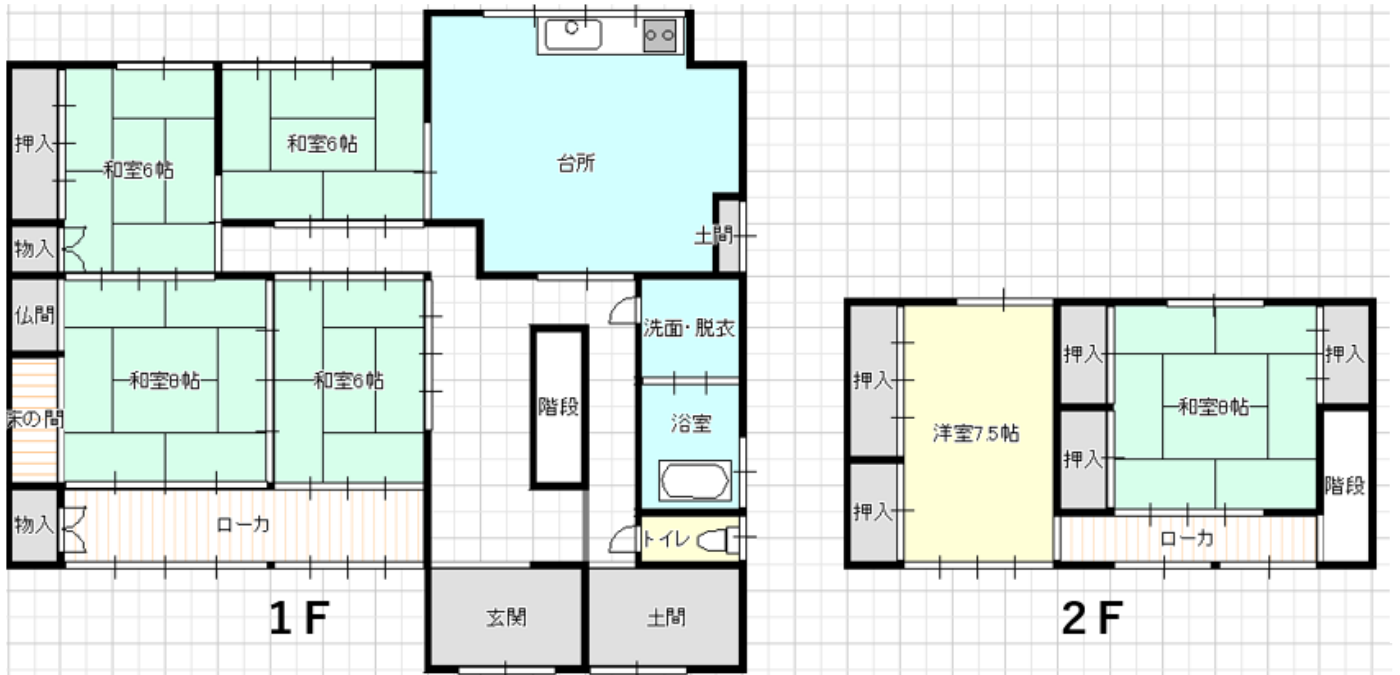 押入
和室6帖
和室6帖
台所
物入
土間
仏間
和室8帖
和室6帖
床の間
階段
洗面・脱衣
浴室
物入
ローカ
トイレ
玄関
土間
1F
押入
押入
洋室7.5帖
押入
押入
和室8帖
押入
階段
ローカ
2F